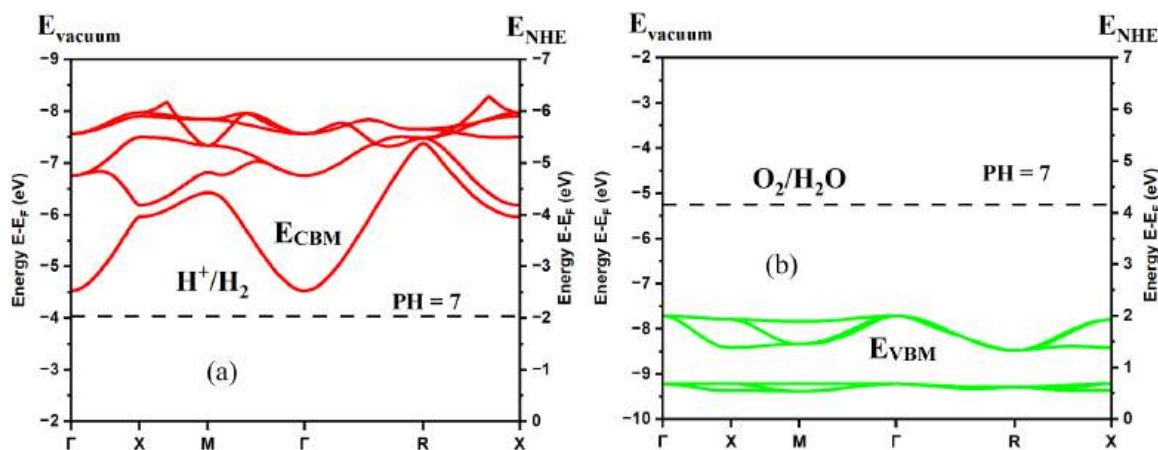 E_vacuum
E_NHE
−9
−8
−7
−6
−5
−4
−3
−2
Energy E-E_F (eV)
−7
−6
−5
−4
−3
−2
−1
0
Energy E-E_F (eV)
E_CBM
H⁺/H₂
PH = 7
(a)
Γ X M Γ R X
E_vacuum
E_NHE
−2
−3
−4
−5
−6
−7
−8
−9
−10
Energy E-E_F (eV)
7
6
5
4
3
2
1
0
Energy E-E_F (eV)
O₂/H₂O
PH = 7
(b)
E_VBM
Γ X M Γ R X